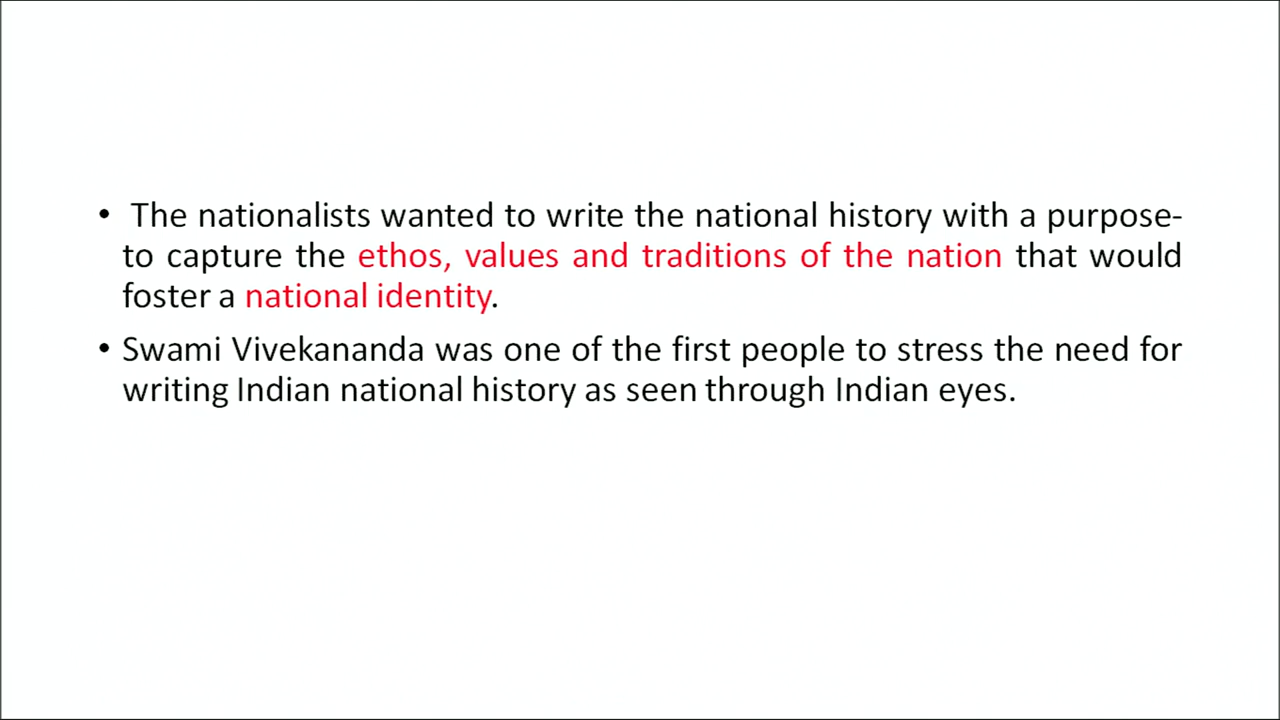 • The nationalists wanted to write the national history with a purpose-
to capture the ethos, values and traditions of the nation that would
foster a national identity.
• Swami Vivekananda was one of the first people to stress the need for
writing Indian national history as seen through Indian eyes.